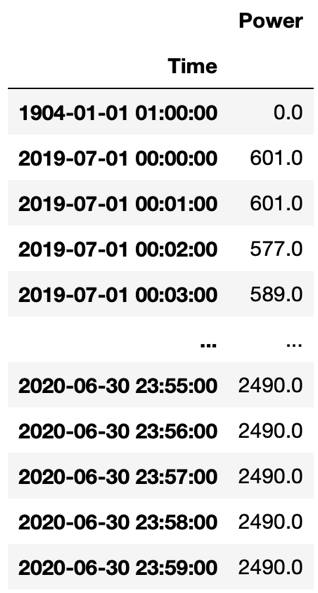 Power
Time
1904-01-01 01:00:00 0.0
2019-07-01 00:00:00 601.0
2019-07-01 00:01:00 601.0
2019-07-01 00:02:00 577.0
2019-07-01 00:03:00 589.0
... ...
2020-06-30 23:55:00 2490.0
2020-06-30 23:56:00 2490.0
2020-06-30 23:57:00 2490.0
2020-06-30 23:58:00 2490.0
2020-06-30 23:59:00 2490.0